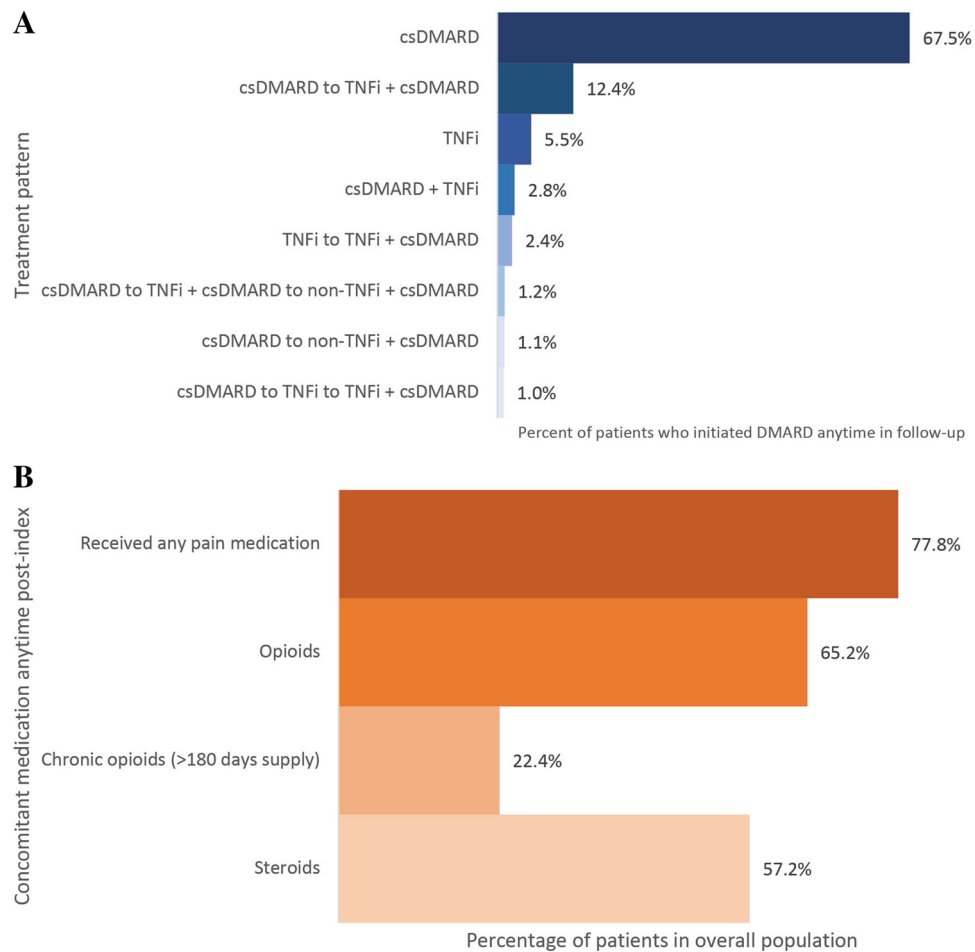 A
Treatment pattern
csDMARD
67.5%
csDMARD to TNFi + csDMARD
12.4%
TNFi
5.5%
csDMARD + TNFi
2.8%
TNFi to TNFi + csDMARD
2.4%
csDMARD to TNFi + csDMARD to non-TNFi + csDMARD
1.2%
csDMARD to non-TNFi + csDMARD
1.1%
csDMARD to TNFi to TNFi + csDMARD
1.0%
Percent of patients who initiated DMARD anytime in follow-up
B
Concomitant medication anytime post-index
Received any pain medication
77.8%
Opioids
65.2%
Chronic opioids (>180 days supply)
22.4%
Steroids
57.2%
Percentage of patients in overall population